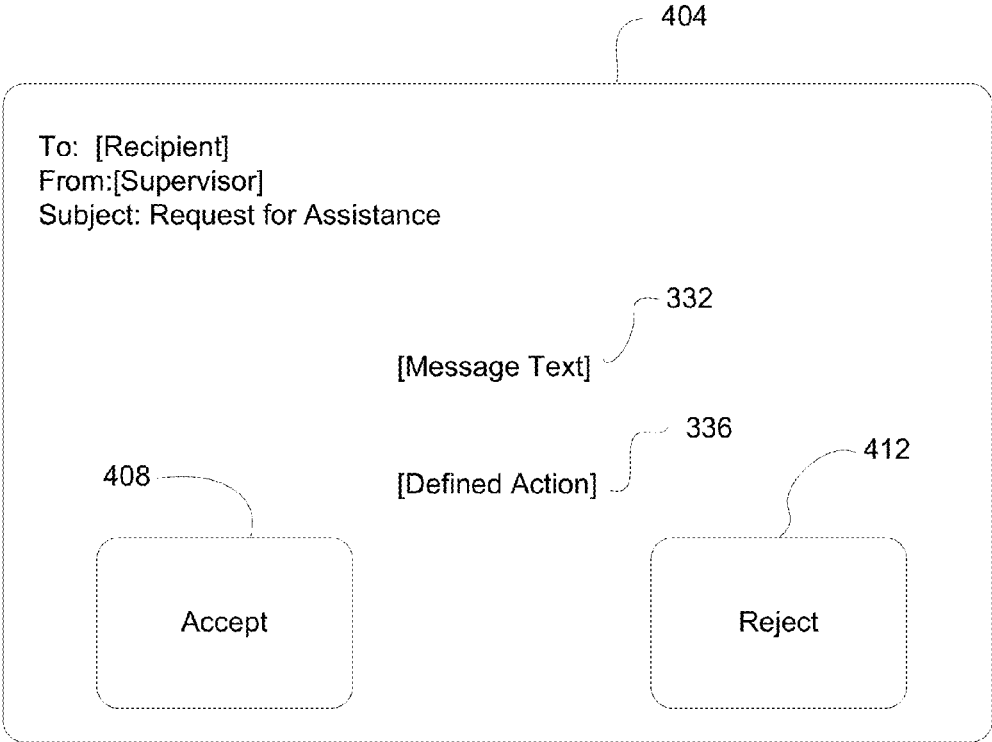 404
To: [Recipient]
From:[Supervisor]
Subject: Request for Assistance
332
[Message Text]
336
412
408
[Defined Action]
Accept
Reject